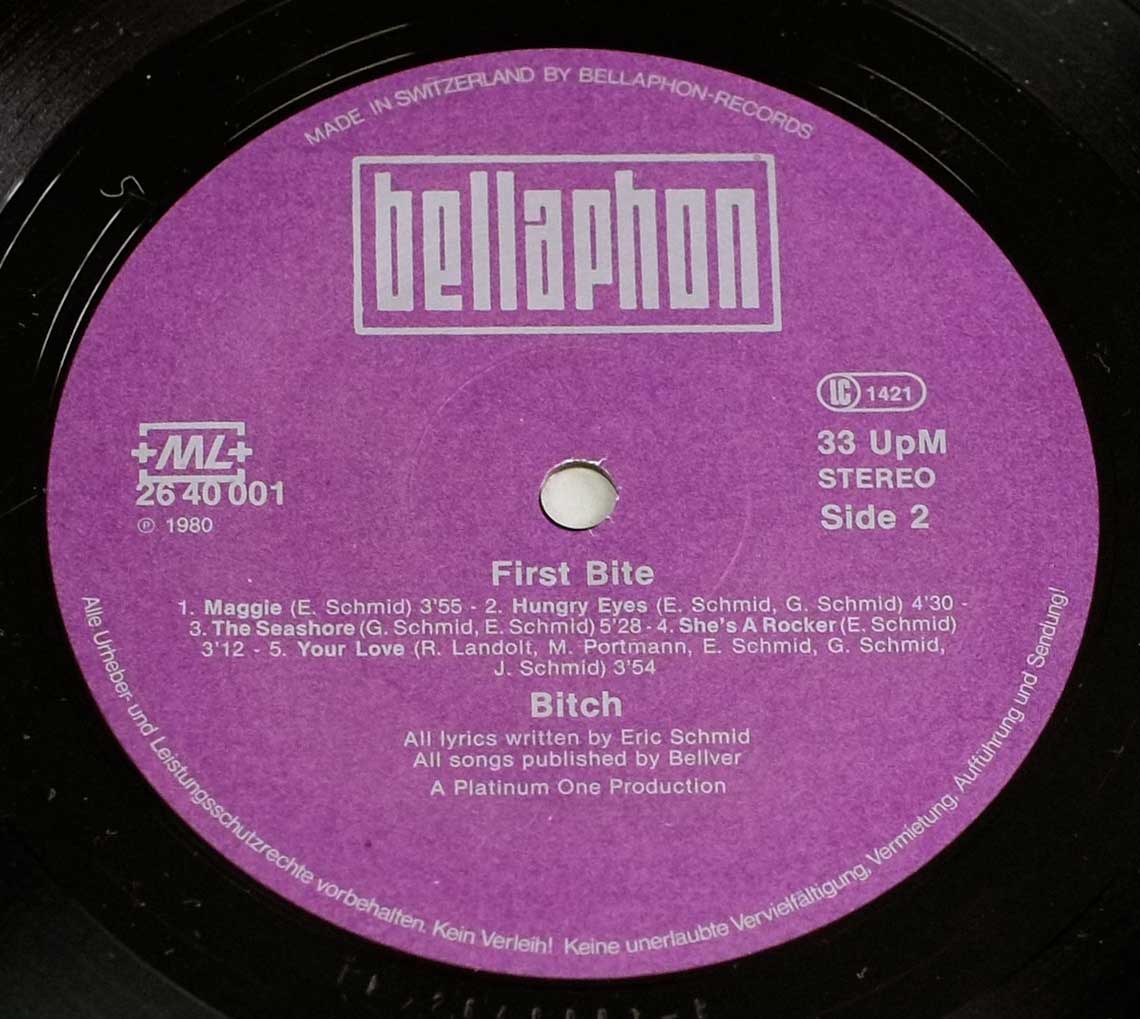 MADE IN SWITZERLAND BY BELLAPHON-RECORDS
bellaphon
LC 1421
+ML+
33 UpM
26 40 001
STEREO
℗ 1980
Side 2
First Bite
1. Maggie (E. Schmid) 3'55 - 2. Hungry Eyes (E. Schmid, G. Schmid) 4'30 -
3. The Seashore (G. Schmid, E. Schmid) 5'28 - 4. She's A Rocker (E. Schmid)
3'12 - 5. Your Love (R. Landolt, M. Portmann, E. Schmid, G. Schmid,
J. Schmid) 3'54
Bitch
All lyrics written by Eric Schmid
All songs published by Bellver
A Platinum One Production
Alle Urheber- und Leistungsschutzrechte vorbehalten. Kein Verleih! Keine unerlaubte Vervielfältigung, Vermietung, Aufführung und Sendung!